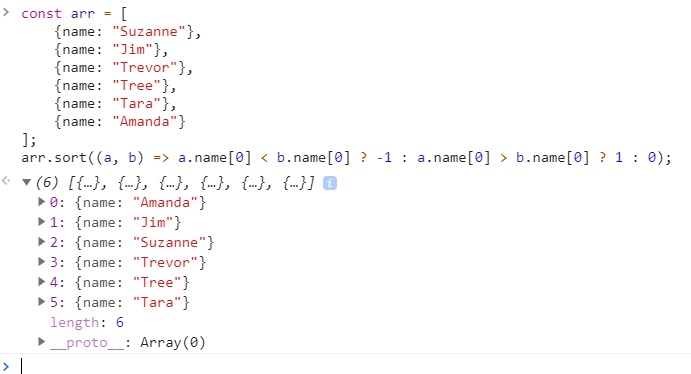 const arr = [
    {name: "Suzanne"},
    {name: "Jim"},
    {name: "Trevor"},
    {name: "Tree"},
    {name: "Tara"},
    {name: "Amanda"}
];
arr.sort((a, b) => a.name[0] < b.name[0] ? -1 : a.name[0] > b.name[0] ? 1 : 0);
(6) [{…}, {…}, {…}, {…}, {…}, {…}] i
0: {name: "Amanda"}
1: {name: "Jim"}
2: {name: "Suzanne"}
3: {name: "Trevor"}
4: {name: "Tree"}
5: {name: "Tara"}
length: 6
__proto__: Array(0)